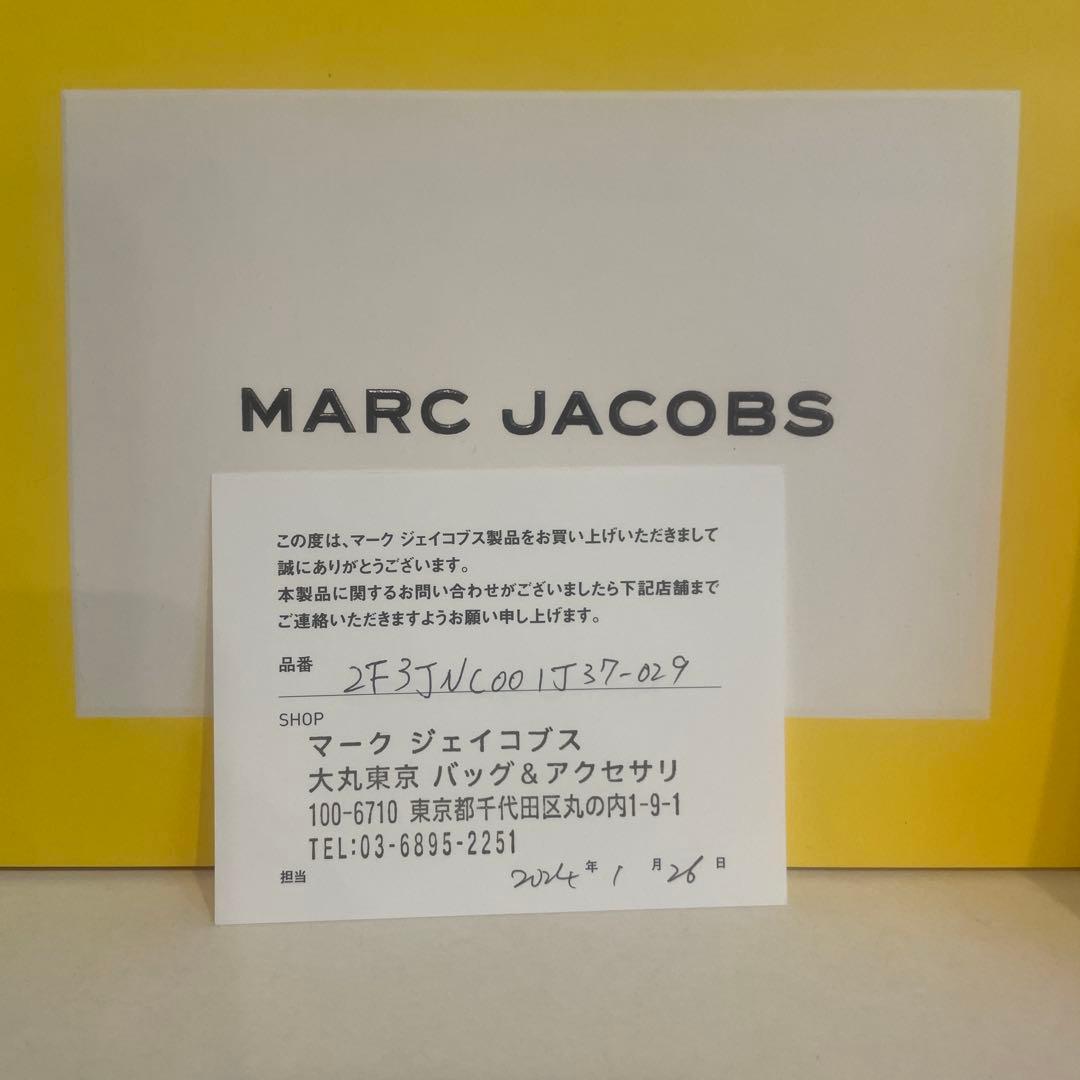 MARC JACOBS
この度は、マーク ジェイコブス製品をお買い上げいただきまして
誠にありがとうございます。
本製品に関するお問い合わせがございましたら下記店舗まで
ご連絡いただきますようお願い申し上げます。
品番 2F3JNC001J37-029
SHOP
マーク ジェイコブス
大丸東京 バッグ&アクセサリ
100-6710 東京都千代田区丸の内1-9-1
TEL:03-6895-2251
担当 2024年 1月26日